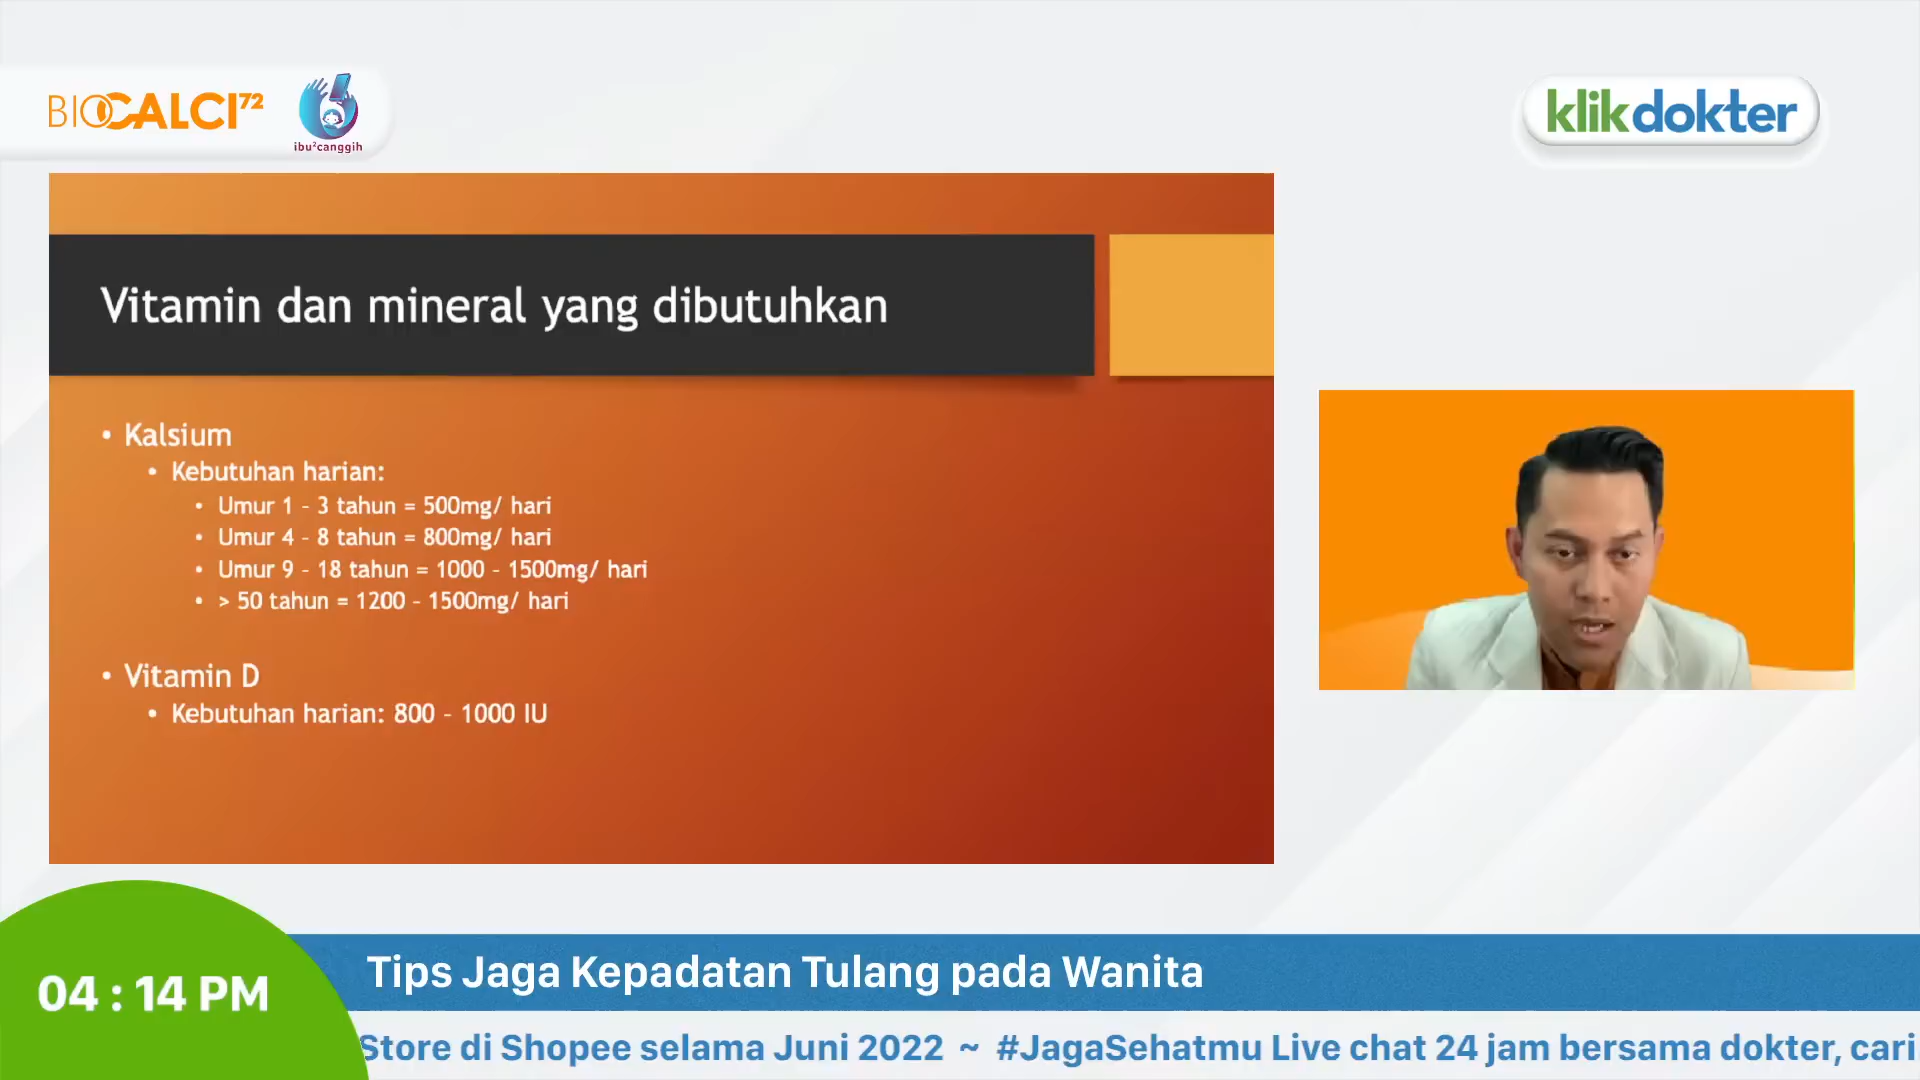 BIOCALCI72
ibu2canggih
klikdokter
Vitamin dan mineral yang dibutuhkan
• Kalsium
• Kebutuhan harian:
• Umur 1 – 3 tahun = 500mg/ hari
• Umur 4 – 8 tahun = 800mg/ hari
• Umur 9 – 18 tahun = 1000 – 1500mg/ hari
• > 50 tahun = 1200 – 1500mg/ hari
• Vitamin D
• Kebutuhan harian: 800 – 1000 IU
Tips Jaga Kepadatan Tulang pada Wanita
04 : 14 PM
Store di Shopee selama Juni 2022 ~ #JagaSehatmu Live chat 24 jam bersama dokter, cari